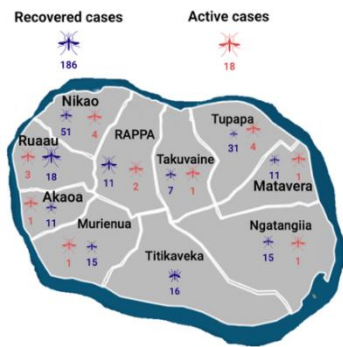 Recovered cases Active cases
186 18
Nikao
51 4
RAPPA
11 2
Tupapa
31 4
Ruaau
3 18
Takuvaine
7 1
Matavera
11 1
Akaoa
1 11
Murienua
1 15
Ngatangiia
15 1
Titikaveka
16